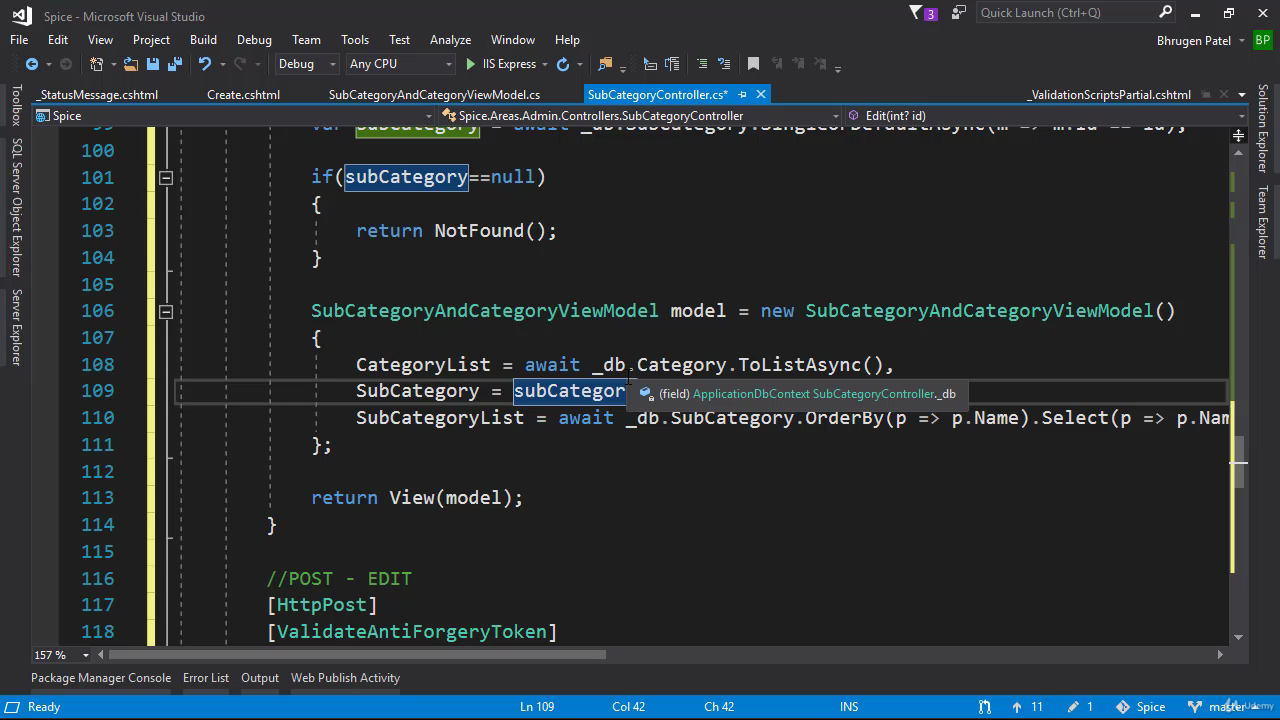 Spice - Microsoft Visual Studio
3
Quick Launch (Ctrl+Q)
File Edit View Project Build Debug Team Tools Test Analyze Window Help
Bhrugen Patel BP
Debug Any CPU IIS Express
_StatusMessage.cshtml Create.cshtml SubCategoryAndCategoryViewModel.cs SubCategoryController.cs* _ValidationScriptsPartial.cshtml
Spice Spice.Areas.Admin.Controllers.SubCategoryController Edit(int? id)
Toolbox
SQL Server Object Explorer
Server Explorer
Solution Explorer
Team Explorer
99 var subCategory = await _db.SubCategory.SingleOrDefaultAsync(m => m.Id == id);
100
101 if(subCategory==null)
102 {
103 return NotFound();
104 }
105
106 SubCategoryAndCategoryViewModel model = new SubCategoryAndCategoryViewModel()
107 {
108 CategoryList = await _db.Category.ToListAsync(),
109 SubCategory = subCategor
(field) ApplicationDbContext SubCategoryController._db
110 SubCategoryList = await _db.SubCategory.OrderBy(p => p.Name).Select(p => p.Nam
111 };
112
113 return View(model);
114 }
115
116 //POST - EDIT
117 [HttpPost]
118 [ValidateAntiForgeryToken]
157 %
Package Manager Console Error List Output Web Publish Activity
Ready Ln 109 Col 42 Ch 42 INS 11 1 Spice master
Udemy